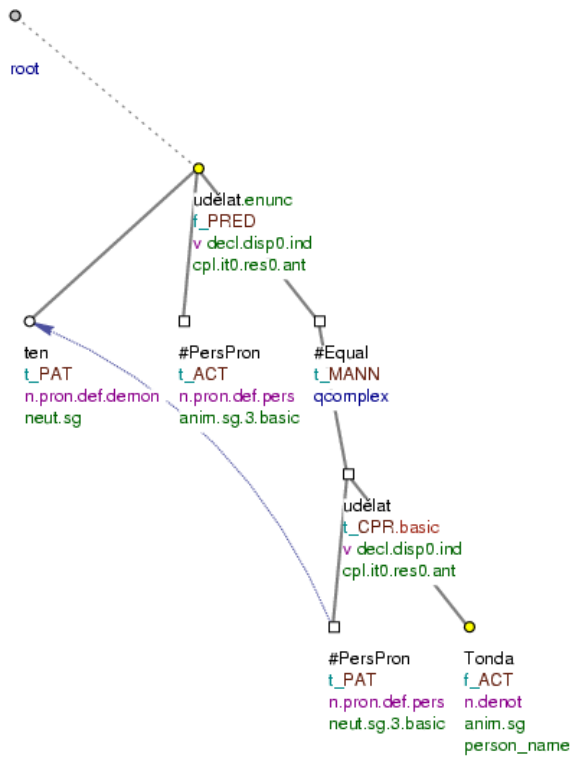 root
udělat.enunc
f_PRED
v decl.disp0.ind
cpl.it0.res0.ant
ten
t_PAT
n.pron.def.demon
neut.sg
#PersPron
t_ACT
n.pron.def.pers
anim.sg.3.basic
#Equal
t_MANN
qcomplex
udělat
t_CPR.basic
v decl.disp0.ind
cpl.it0.res0.ant
#PersPron
t_PAT
n.pron.def.pers
neut.sg.3.basic
Tonda
f_ACT
n.denot
anim.sg
person_name